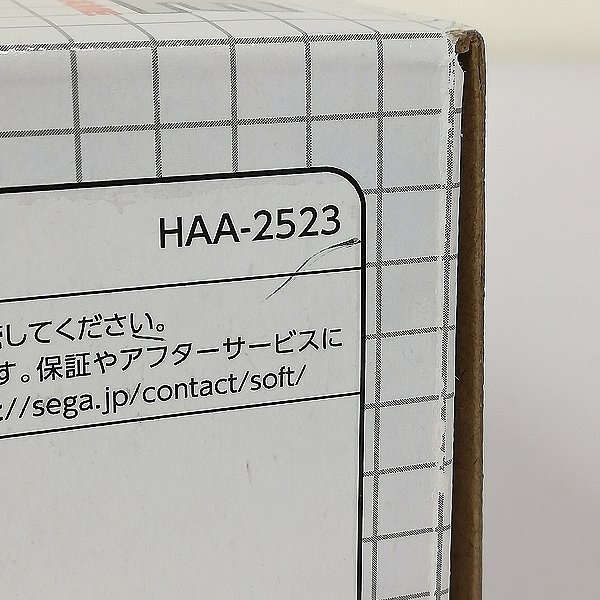 HAA-2523
してください。
す。保証やアフターサービスに
://sega.jp/contact/soft/